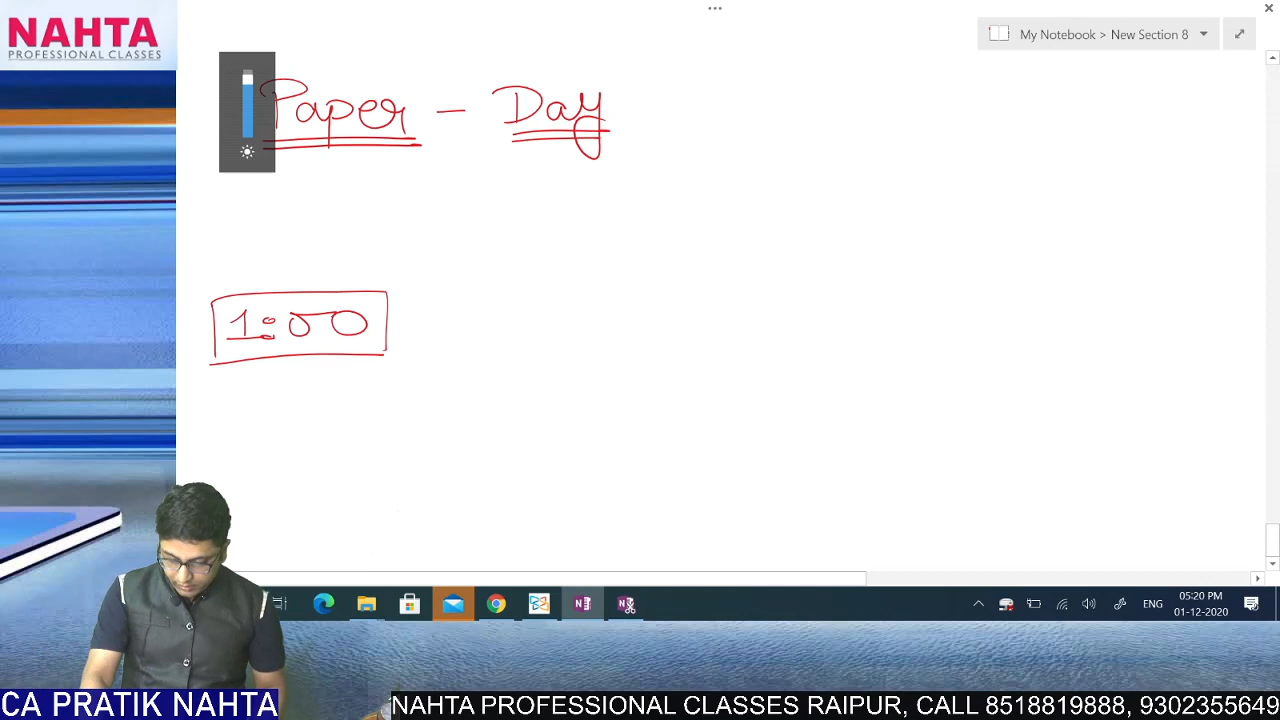 NAHTA
PROFESSIONAL CLASSES
My Notebook > New Section 8
Paper - Day
1:00
ENG
05:20 PM
01-12-2020
CA PRATIK NAHTA
NAHTA PROFESSIONAL CLASSES RAIPUR, CALL 8518819888, 9302355649